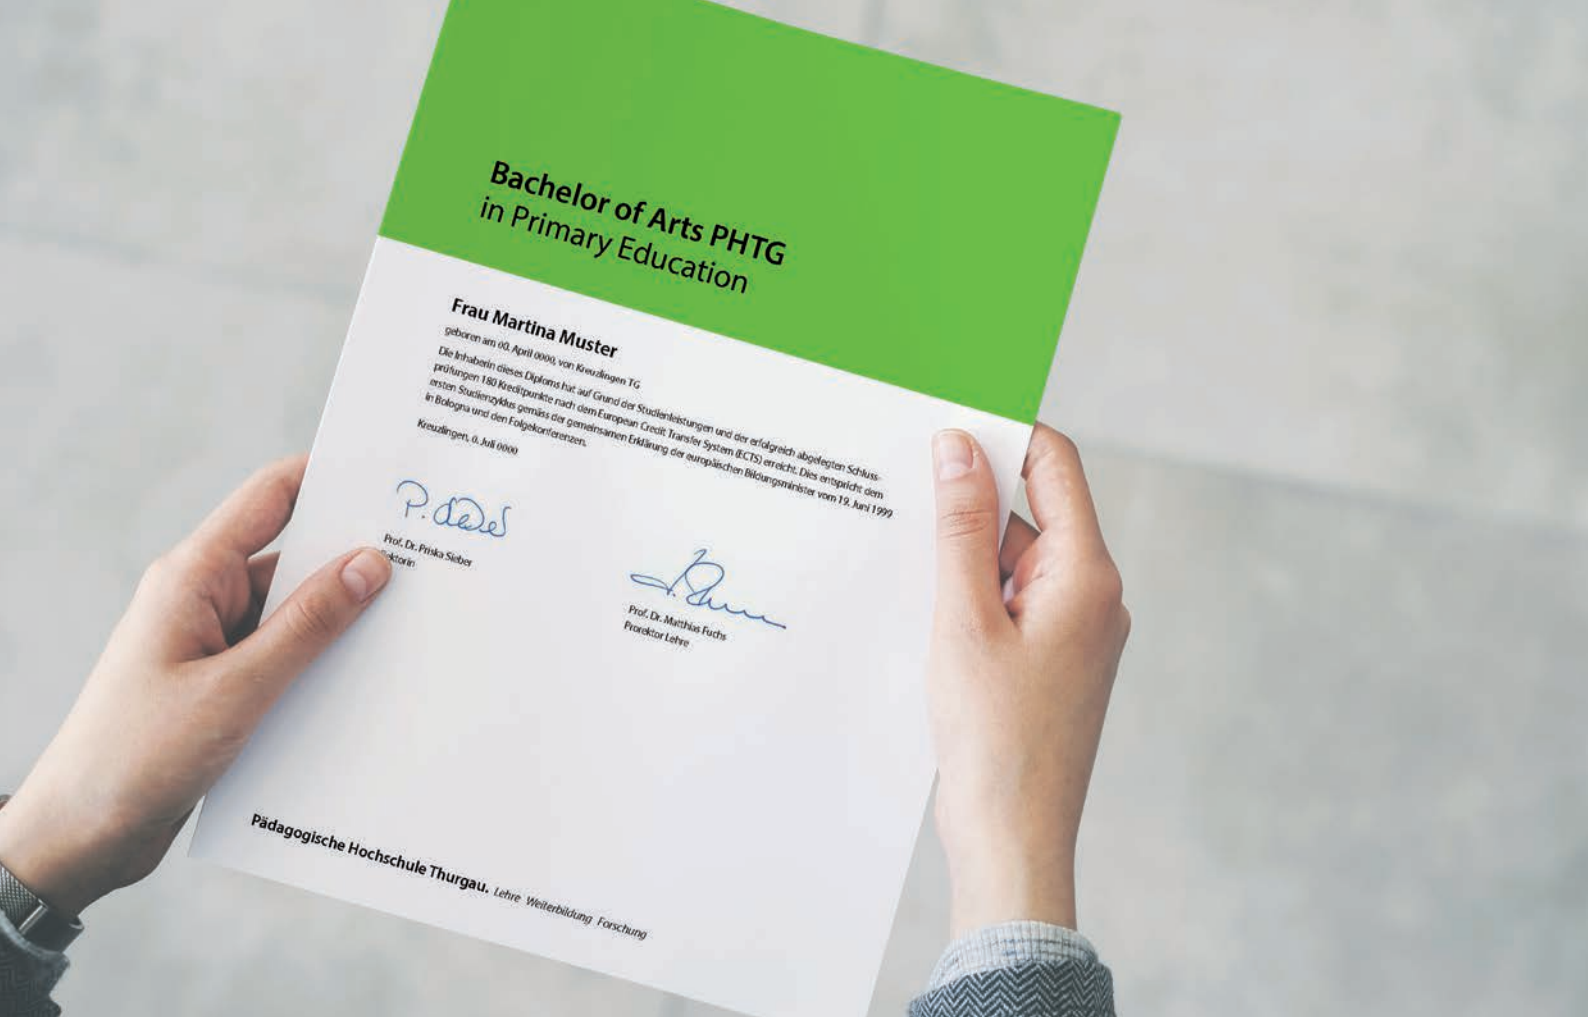 Bachelor of Arts PHTG
in Primary Education
Frau Martina Muster
geboren am 00. April 0000, von Kreuzlingen TG
Die Inhaberin dieses Diploms hat auf Grund der Studienleistungen und der erfolgreich abgelegten Schluss-
prüfungen 180 Kreditpunkte nach dem European Credit Transfer System (ECTS) erreicht. Dies entspricht dem
ersten Studienzyklus gemäss der gemeinsamen Erklärung der europäischen Bildungsminister vom 19. Juni 1999
in Bologna und den Folgekonferenzen.
Kreuzlingen, 0. Juli 0000
Prof. Dr. Priska Sieber
Prof. Dr. Matthias Fuchs
Prorektor Lehre
Pädagogische Hochschule Thurgau. Lehre Weiterbildung Forschung